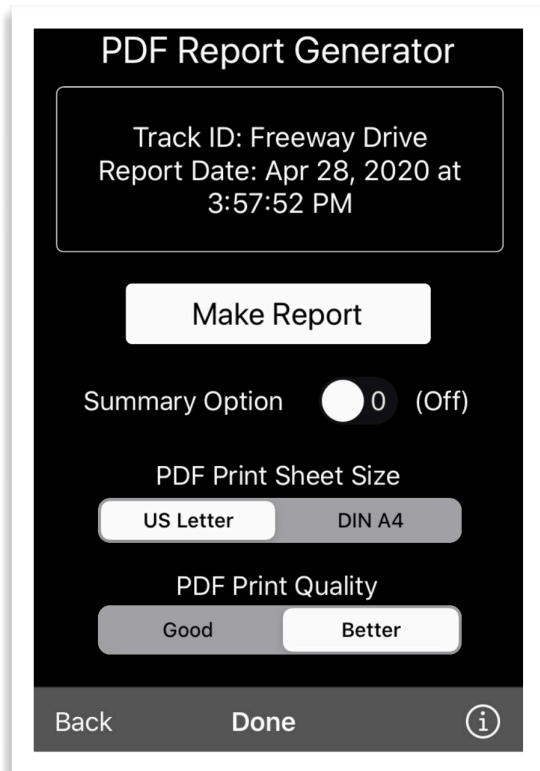 PDF Report Generator
Track ID: Freeway Drive
Report Date: Apr 28, 2020 at
3:57:52 PM
Make Report
Summary Option 0 (Off)
PDF Print Sheet Size
US Letter DIN A4
PDF Print Quality
Good Better
Back Done i